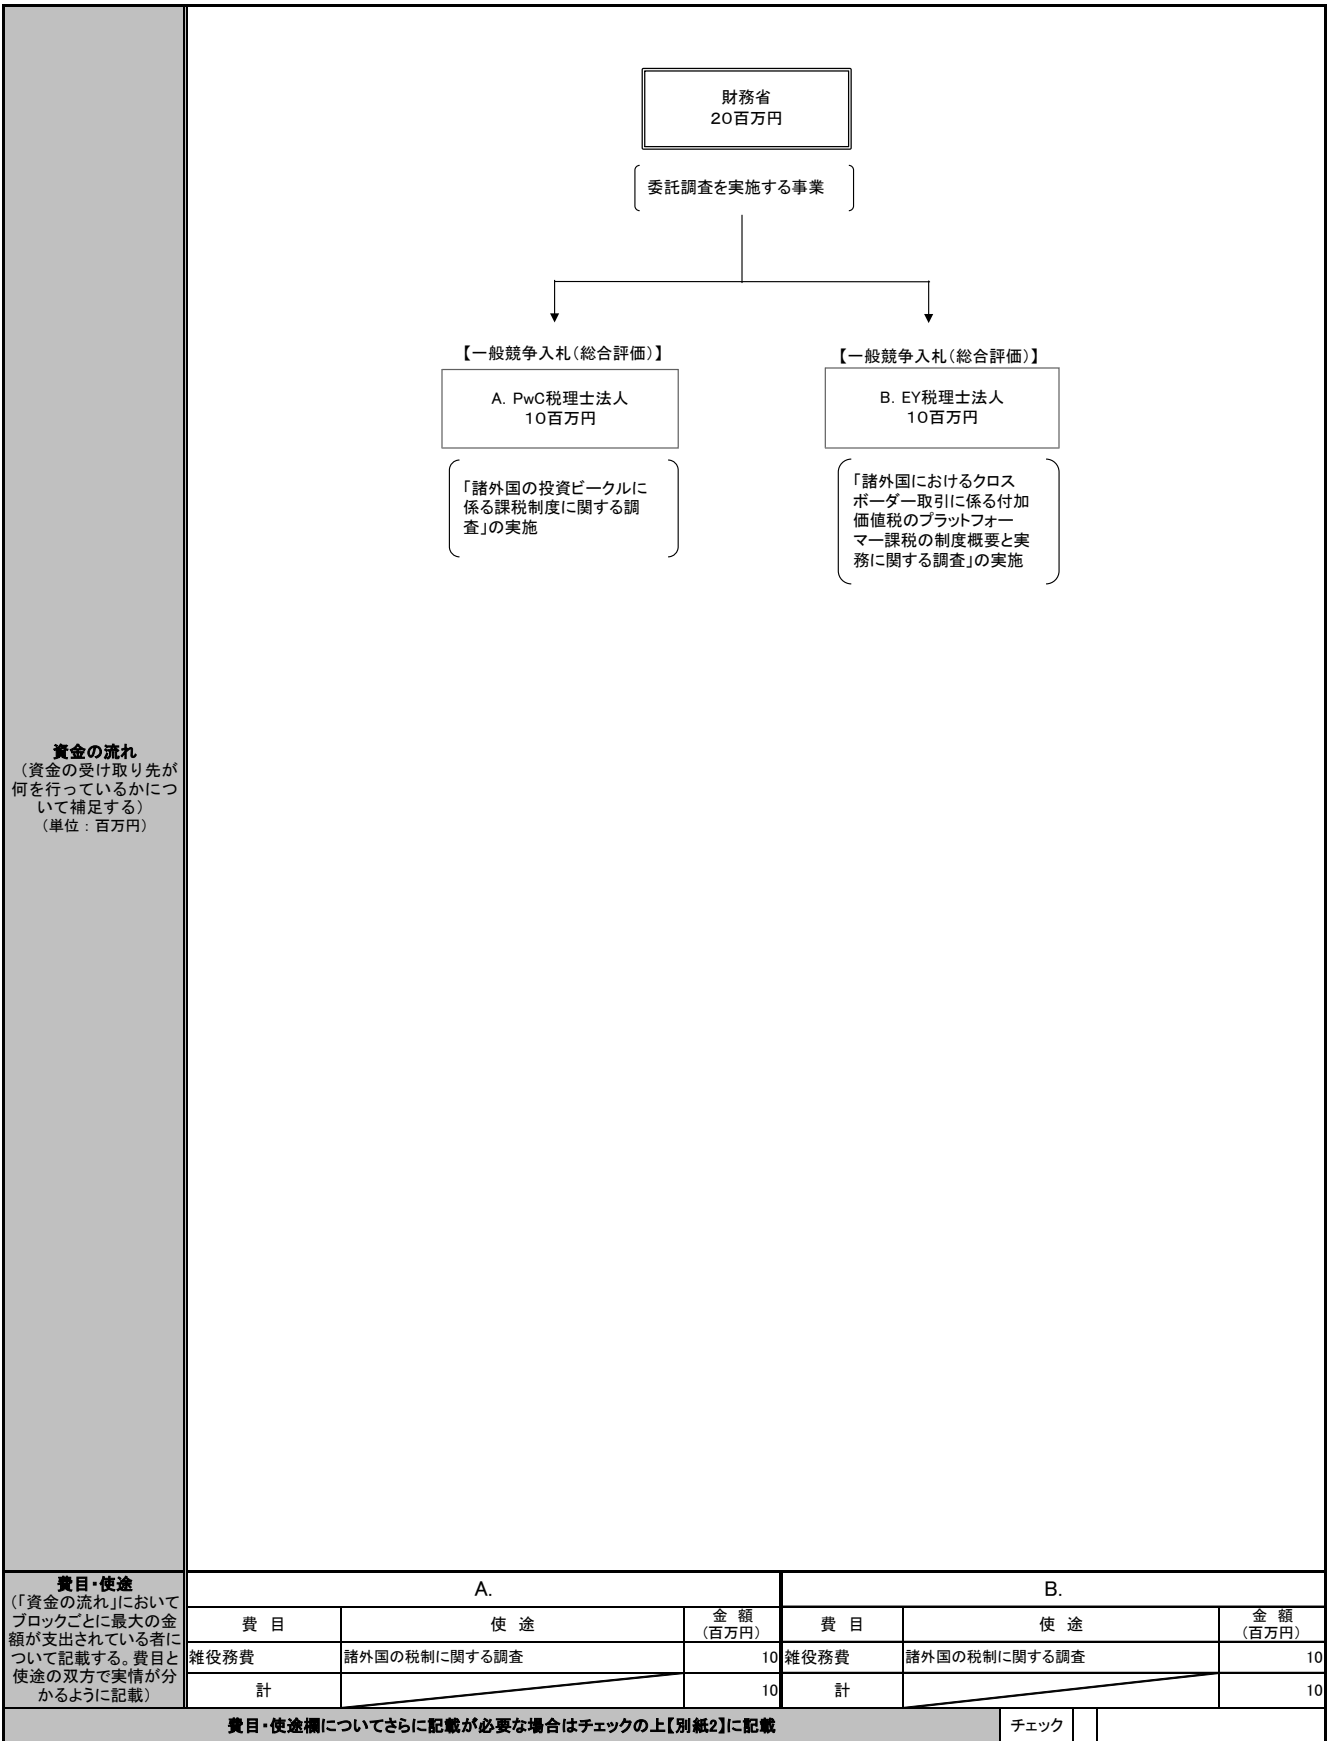 財務省
20百万円
委託調査を実施する事業
【一般競争入札(総合評価)】
A. PwC税理士法人
10百万円
「諸外国の投資ビークルに
係る課税制度に関する調
査」の実施
【一般競争入札(総合評価)】
B. EY税理士法人
10百万円
「諸外国におけるクロス
ボーダー取引に係る付加
価値税のプラットフォー
マー課税の制度概要と実
務に関する調査」の実施
資金の流れ
(資金の受け取り先が
何を行っているかにつ
いて補足する)
(単位:百万円)
費目・使途
(「資金の流れ」において
ブロックごとに最大の金
額が支出されている者に
ついて記載する。費目と
使途の双方で実情が分
かるように記載)
A. B.
費 目 使 途 金 額 (百万円) 費 目 使 途 金 額 (百万円)
雑役務費 諸外国の税制に関する調査 10 雑役務費 諸外国の税制に関する調査 10
計 10 計 10
費目・使途欄についてさらに記載が必要な場合はチェックの上【別紙2】に記載 チェック